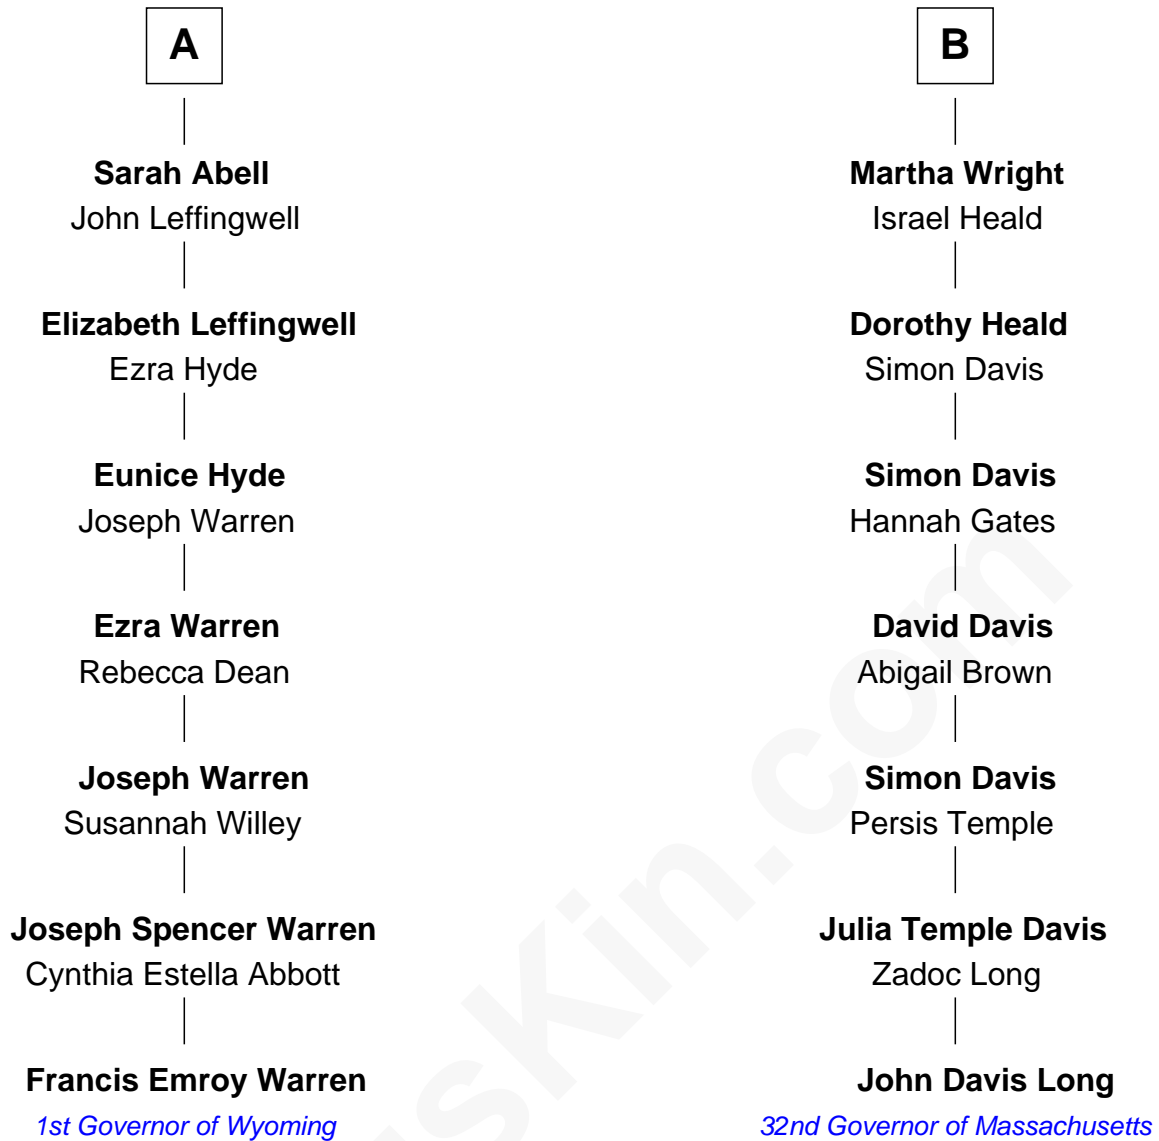 A
Sarah Abell
John Leffingwell
Elizabeth Leffingwell
Ezra Hyde
Eunice Hyde
Joseph Warren
Ezra Warren
Rebecca Dean
Joseph Warren
Susannah Willey
Joseph Spencer Warren
Cynthia Estella Abbott
Francis Emroy Warren
1st Governor of Wyoming
B
Martha Wright
Israel Heald
Dorothy Heald
Simon Davis
Simon Davis
Hannah Gates
David Davis
Abigail Brown
Simon Davis
Persis Temple
Julia Temple Davis
Zadoc Long
John Davis Long
32nd Governor of Massachusetts